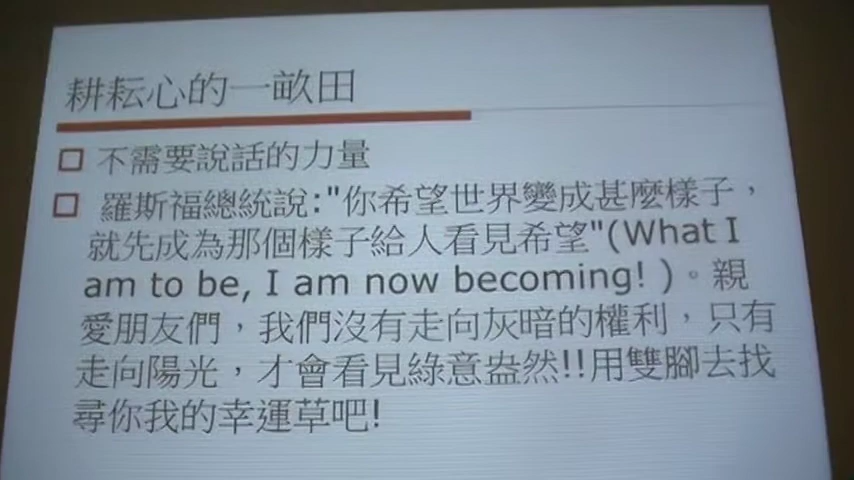 耕耘心的一畝田
不需要說話的力量
羅斯福總統說:"你希望世界變成甚麼樣子，
就先成為那個樣子給人看見希望"(What I
am to be, I am now becoming! )。親
愛朋友們，我們沒有走向灰暗的權利，只有
走向陽光，才會看見綠意盎然!!用雙腳去找
尋你我的幸運草吧!